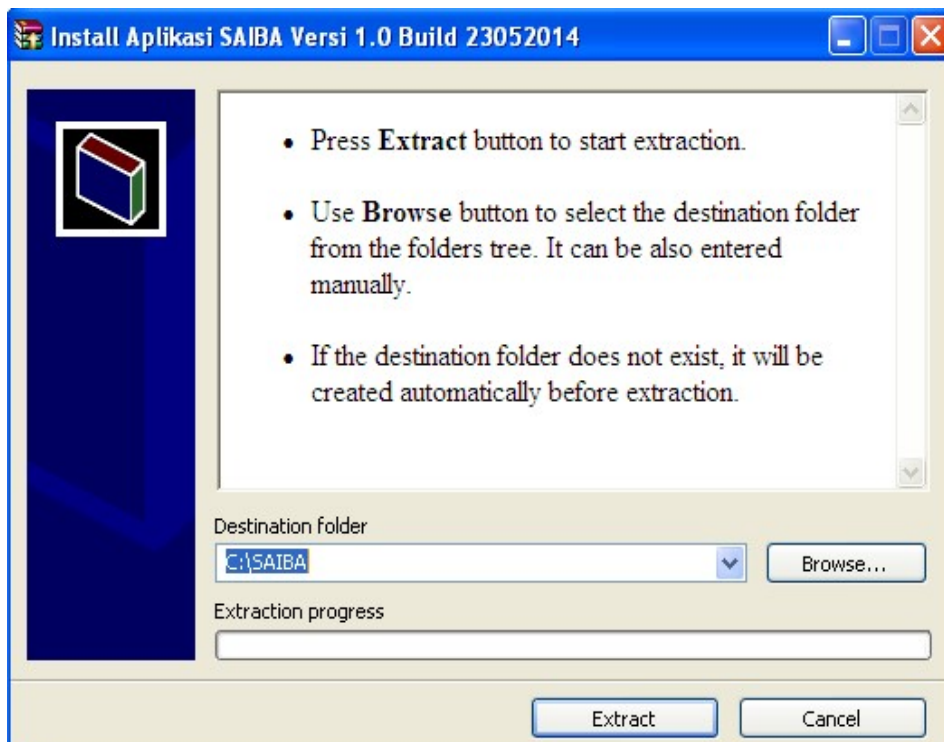 Install Aplikasi SAIBA Versi 1.0 Build 23052014
• Press Extract button to start extraction.
• Use Browse button to select the destination folder
from the folders tree. It can be also entered
manually.
• If the destination folder does not exist, it will be
created automatically before extraction.
Destination folder
C:\SAIBA
Browse...
Extraction progress
Extract
Cancel